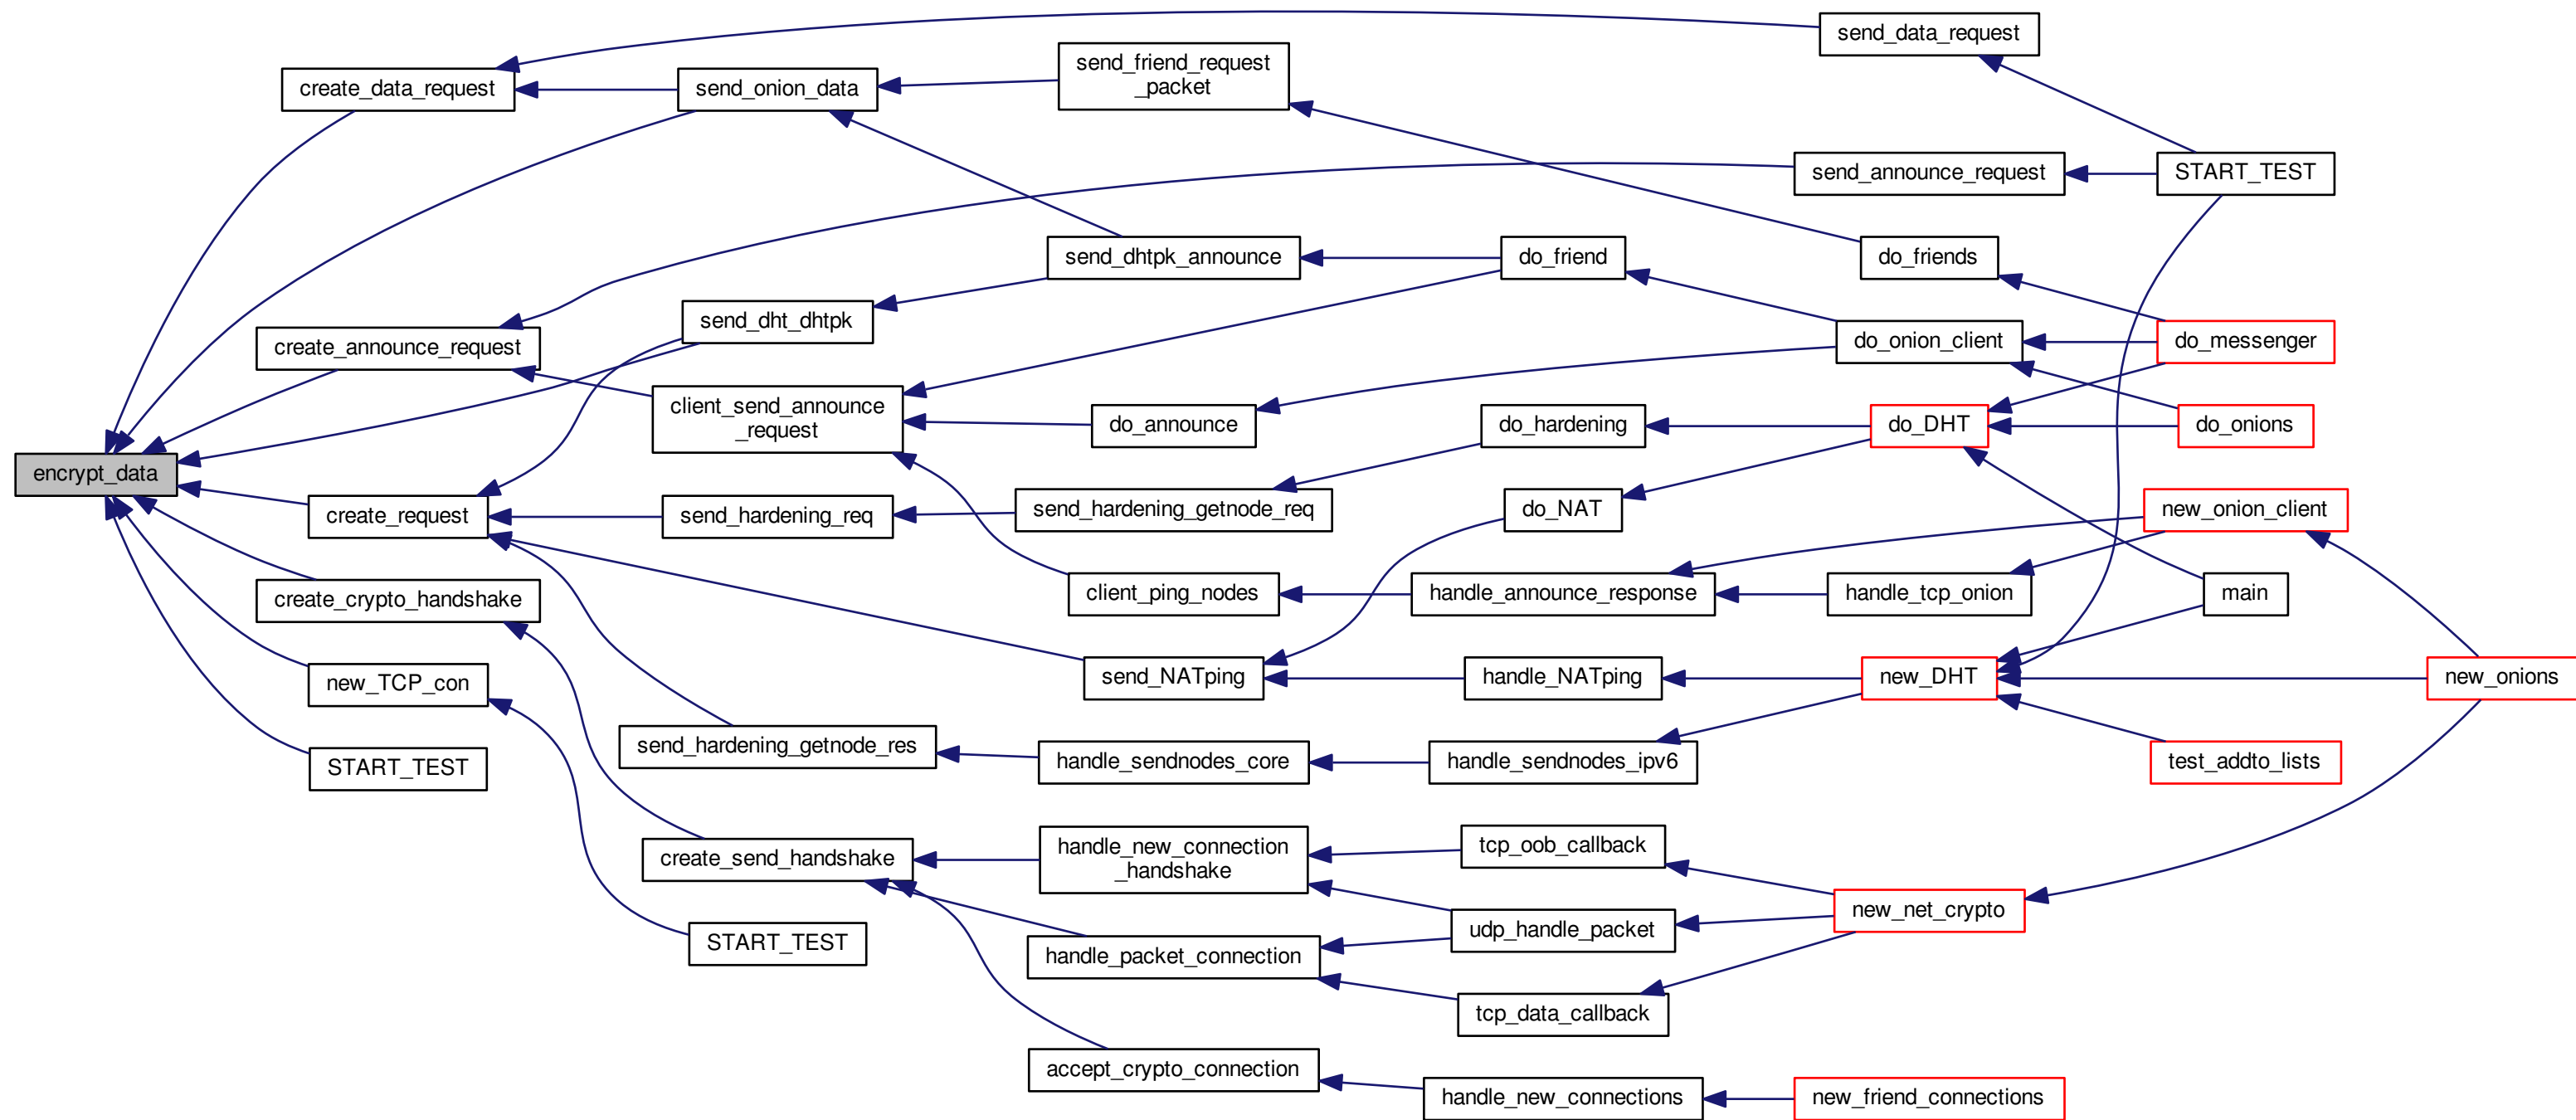 send_data_request
send_friend_request
_packet
create_data_request
send_onion_data
send_announce_request
START_TEST
send_dhtpk_announce
do_friend
do_friends
send_dht_dhtpk
create_announce_request
do_onion_client
do_messenger
client_send_announce
_request
do_announce
do_hardening
do_DHT
do_onions
encrypt_data
create_request
send_hardening_req
send_hardening_getnode_req
do_NAT
new_onion_client
create_crypto_handshake
client_ping_nodes
handle_announce_response
handle_tcp_onion
main
new_TCP_con
send_NATping
handle_NATping
new_DHT
new_onions
START_TEST
send_hardening_getnode_res
handle_sendnodes_core
handle_sendnodes_ipv6
test_addto_lists
create_send_handshake
handle_new_connection
_handshake
tcp_oob_callback
new_net_crypto
START_TEST
handle_packet_connection
udp_handle_packet
tcp_data_callback
accept_crypto_connection
handle_new_connections
new_friend_connections